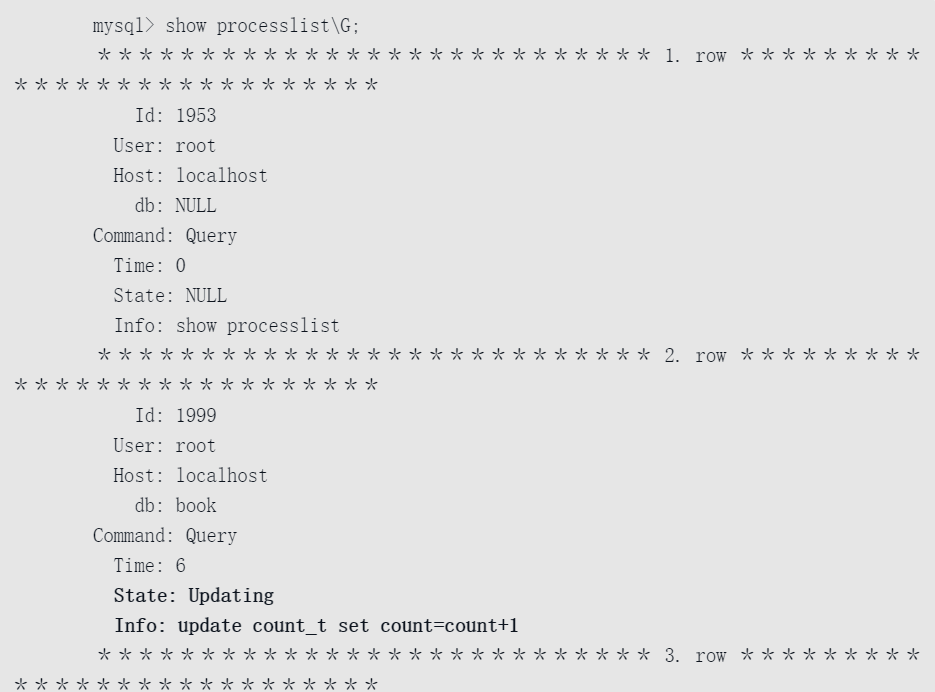 mysql> show processlist\G;
*************************** 1. row *********
******************
Id: 1953
User: root
Host: localhost
db: NULL
Command: Query
Time: 0
State: NULL
Info: show processlist
*************************** 2. row *********
******************
Id: 1999
User: root
Host: localhost
db: book
Command: Query
Time: 6
State: Updating
Info: update count_t set count=count+1
*************************** 3. row *********
******************